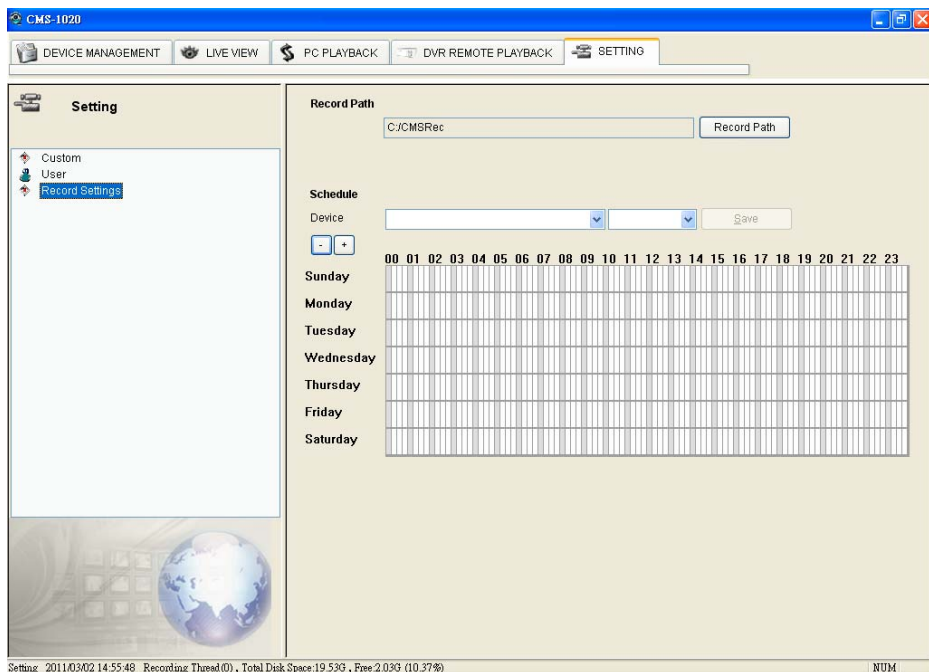 CMS-1020
DEVICE MANAGEMENT LIVE VIEW PC PLAYBACK DVR REMOTE PLAYBACK SETTING
Setting
Custom
User
Record Settings
Record Path
C:/CMSRec Record Path
Schedule
Device Save
- +
00 01 02 03 04 05 06 07 08 09 10 11 12 13 14 15 16 17 18 19 20 21 22 23
Sunday
Monday
Tuesday
Wednesday
Thursday
Friday
Saturday
Setting 2011/03/02 14:55:48 Recording Thread(0) , Total Disk Space:19.53G , Free:2.03G (10.37%) NUM